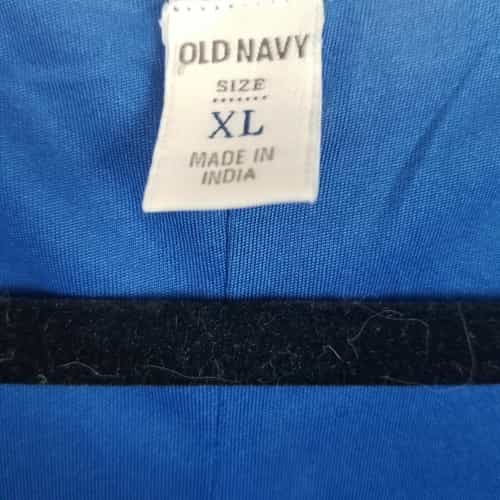 OLD NAVY
SIZE
XL
MADE IN
INDIA